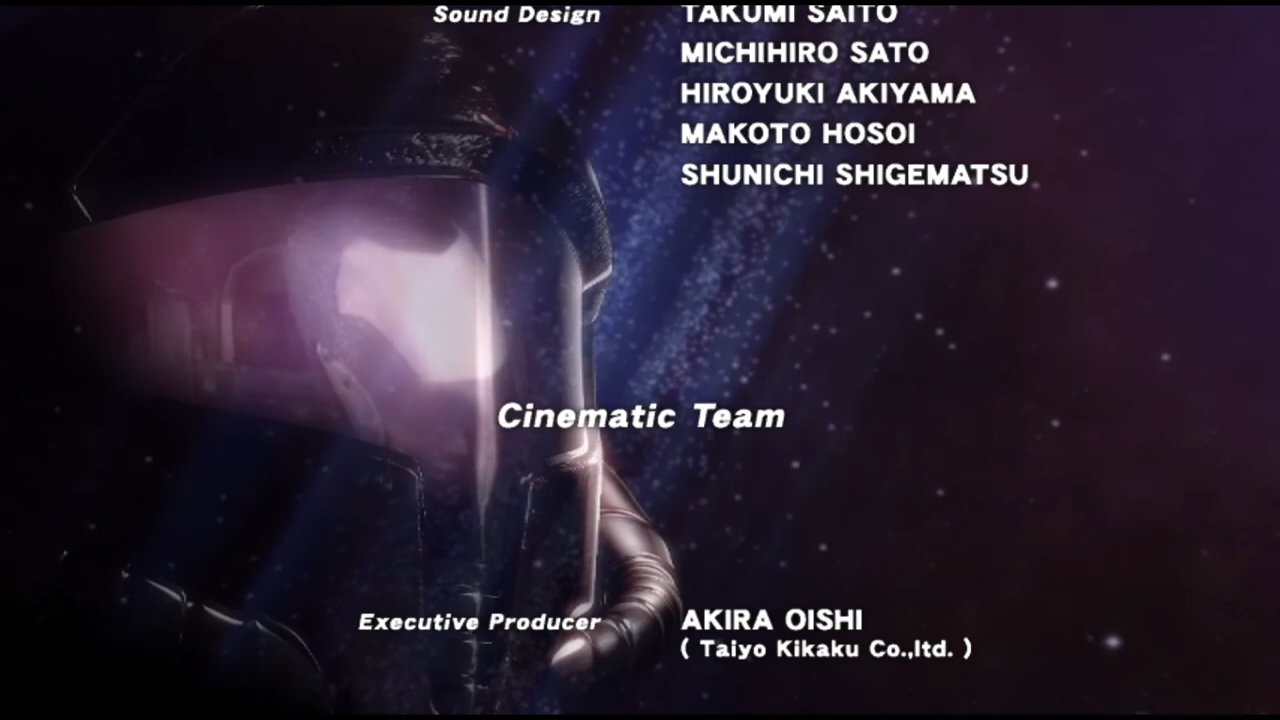 Sound Design TAKUMI SAITO
MICHIHIRO SATO
HIROYUKI AKIYAMA
MAKOTO HOSOI
SHUNICHI SHIGEMATSU
Cinematic Team
Executive Producer AKIRA OISHI
( Taiyo Kikaku Co.,ltd. )